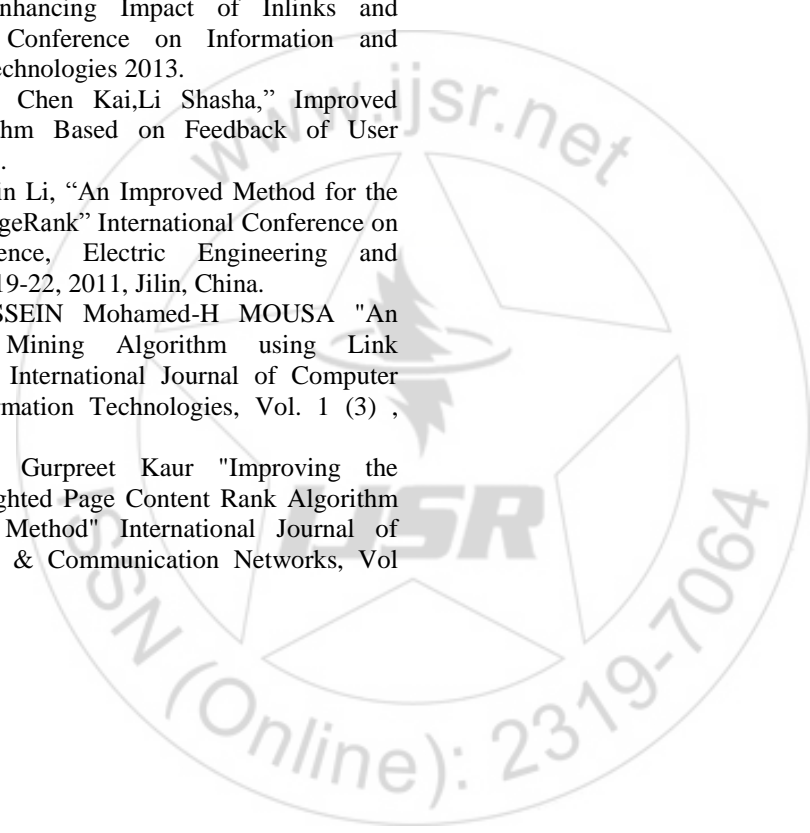 nhancing Impact of Inlinks and
Conference on Information and
echnologies 2013.
Chen Kai,Li Shasha,” Improved
hm Based on Feedback of User
.
in Li, “An Improved Method for the
geRank” International Conference on
ence, Electric Engineering and
19-22, 2011, Jilin, China.
SSEIN Mohamed-H MOUSA "An
Mining Algorithm using Link
International Journal of Computer
rmation Technologies, Vol. 1 (3) ,
Gurpreet Kaur "Improving the
ghted Page Content Rank Algorithm
Method" International Journal of
& Communication Networks, Vol
www.ijsr.net
IJSR
ISSN (Online): 2319-7064